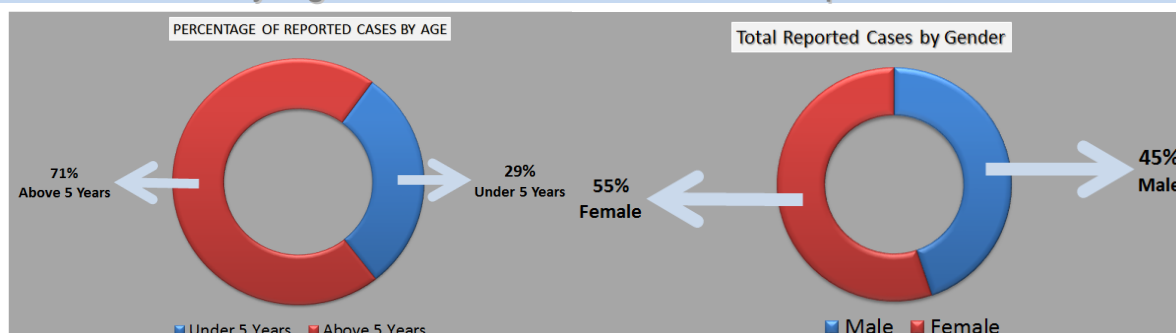 PERCENTAGE OF REPORTED CASES BY AGE
71%
Above 5 Years
29%
Under 5 Years
Under 5 Years Above 5 Years
Total Reported Cases by Gender
55%
Female
45%
Male
Male Female